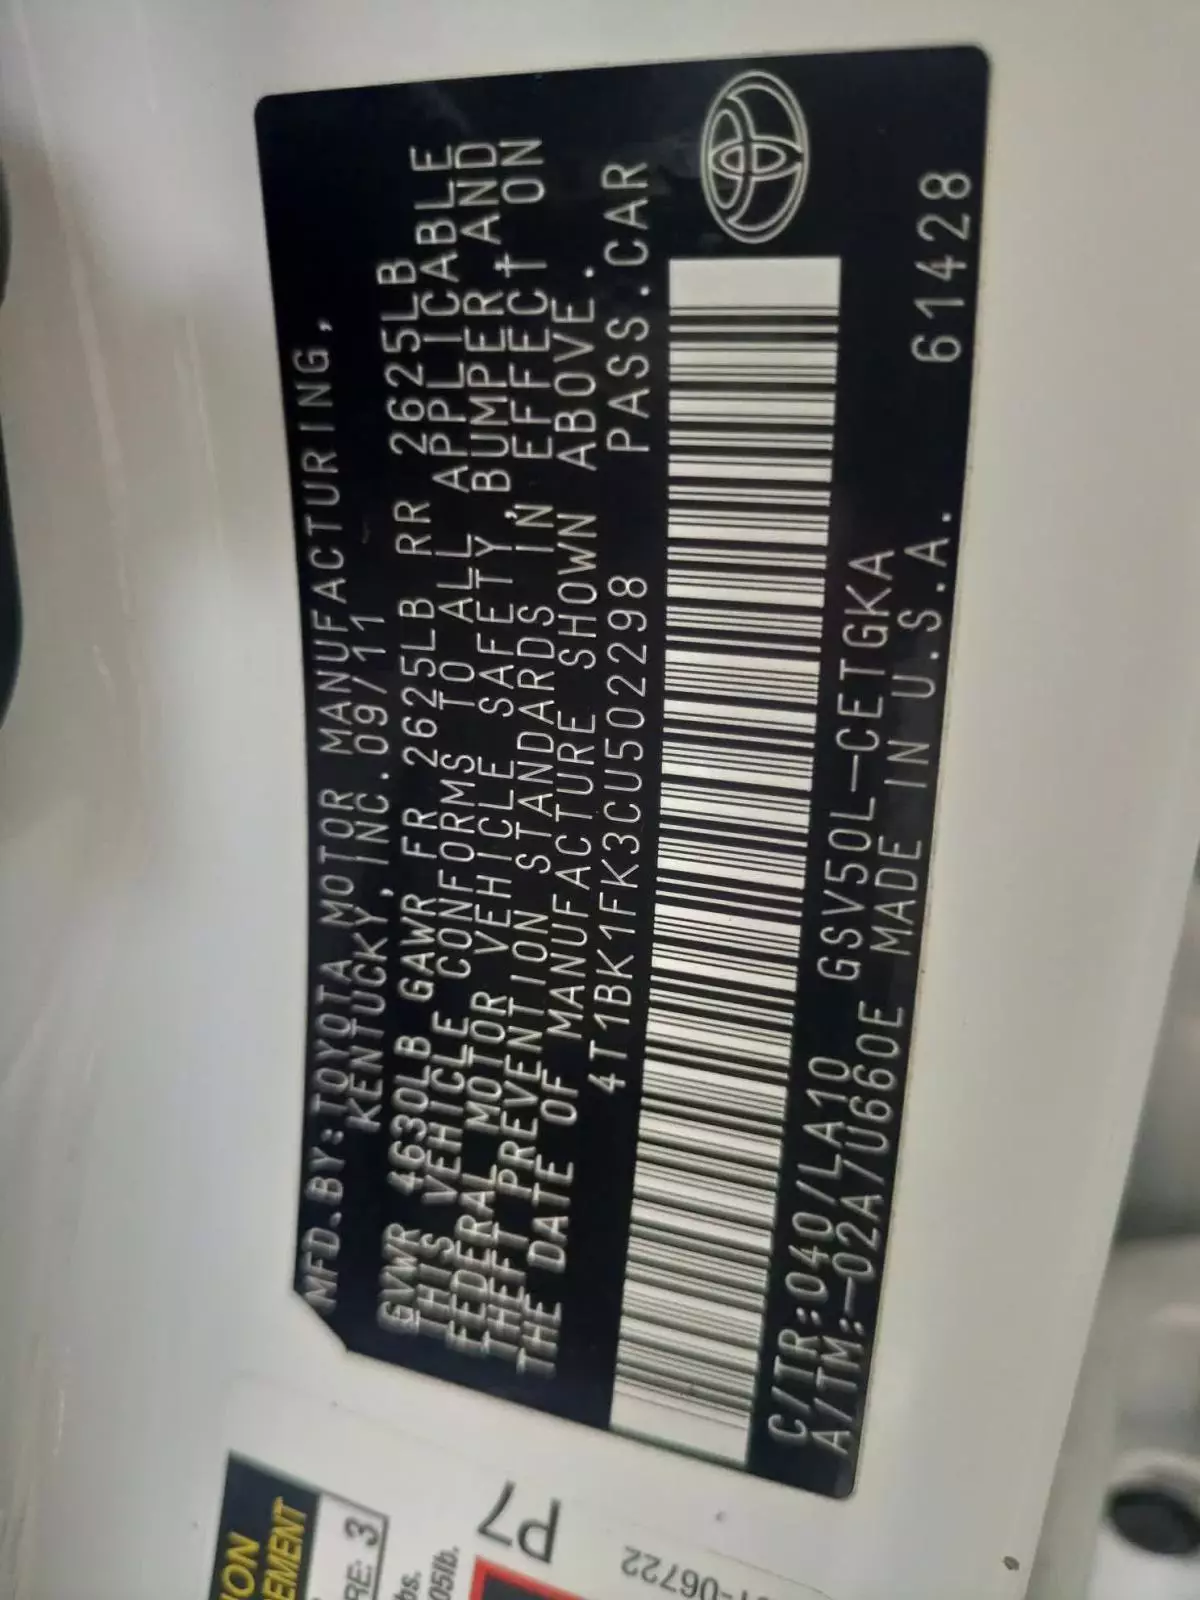 MFD.BY:TOYOTA MOTOR MANUFACTURING,
KENTUCKY,INC.09/11
GVWR 4630LB GAWR FR 2625LB RR 2625LB
THIS VEHICLE CONFORMS TO ALL APPLICABLE
FEDERAL MOTOR VEHICLE SAFETY,BUMPER,AND
THEFT PREVENTION STANDARDS IN EFFECT ON
THE DATE OF MANUFACTURE SHOWN ABOVE.
4T1BK1FK3CU502298 PASS.CAR
C/TR:040/LA10 GSV50L-CETGKA
A/TM:-02A/U660E MADE IN U.S.A. 61428
P7
06722